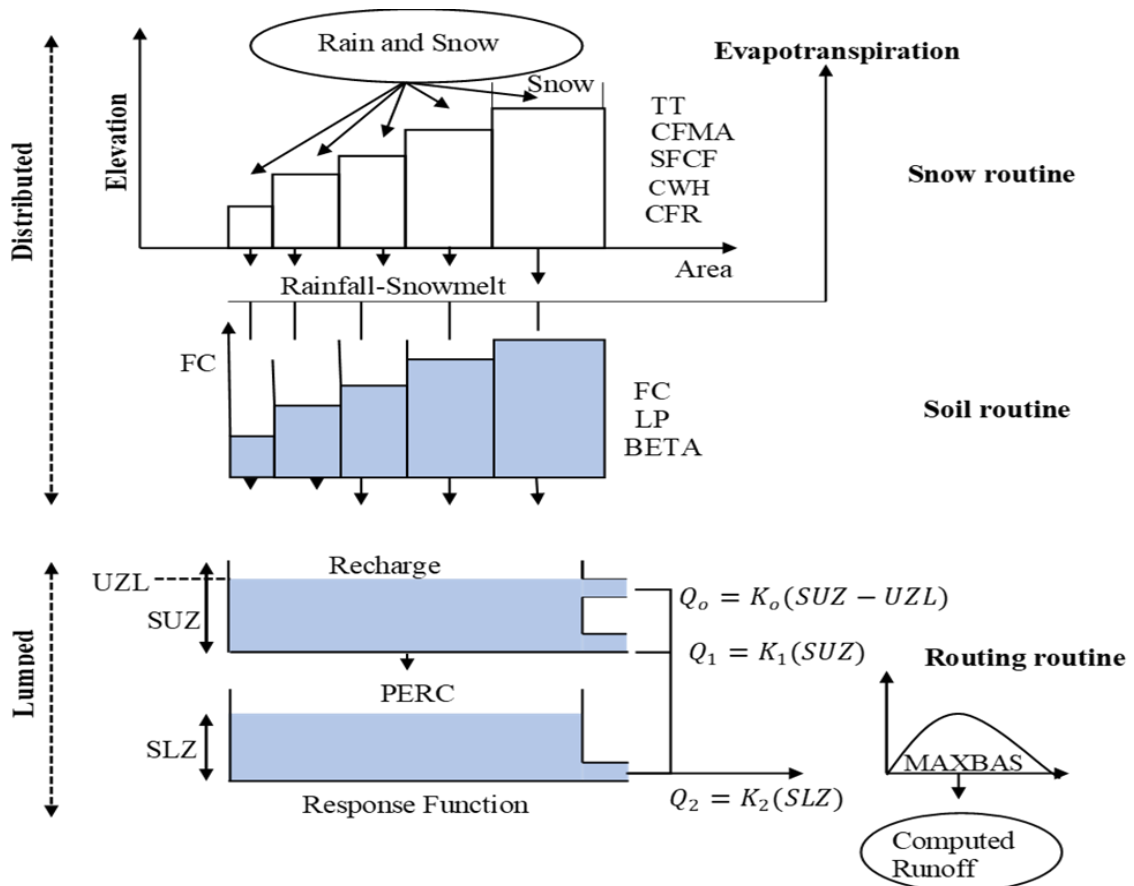 Rain and Snow
Evapotranspiration
Snow
TT
CFMA
SFCF
CWH
CFR
Snow routine
Elevation
Distributed
Area
Rainfall-Snowmelt
FC
FC
LP
BETA
Soil routine
UZL
Recharge
SUZ
Q_o = K_o(SUZ − UZL)
Q_1 = K_1(SUZ)
Routing routine
PERC
Lumped
SLZ
MAXBAS
Q_2 = K_2(SLZ)
Response Function
Computed
Runoff